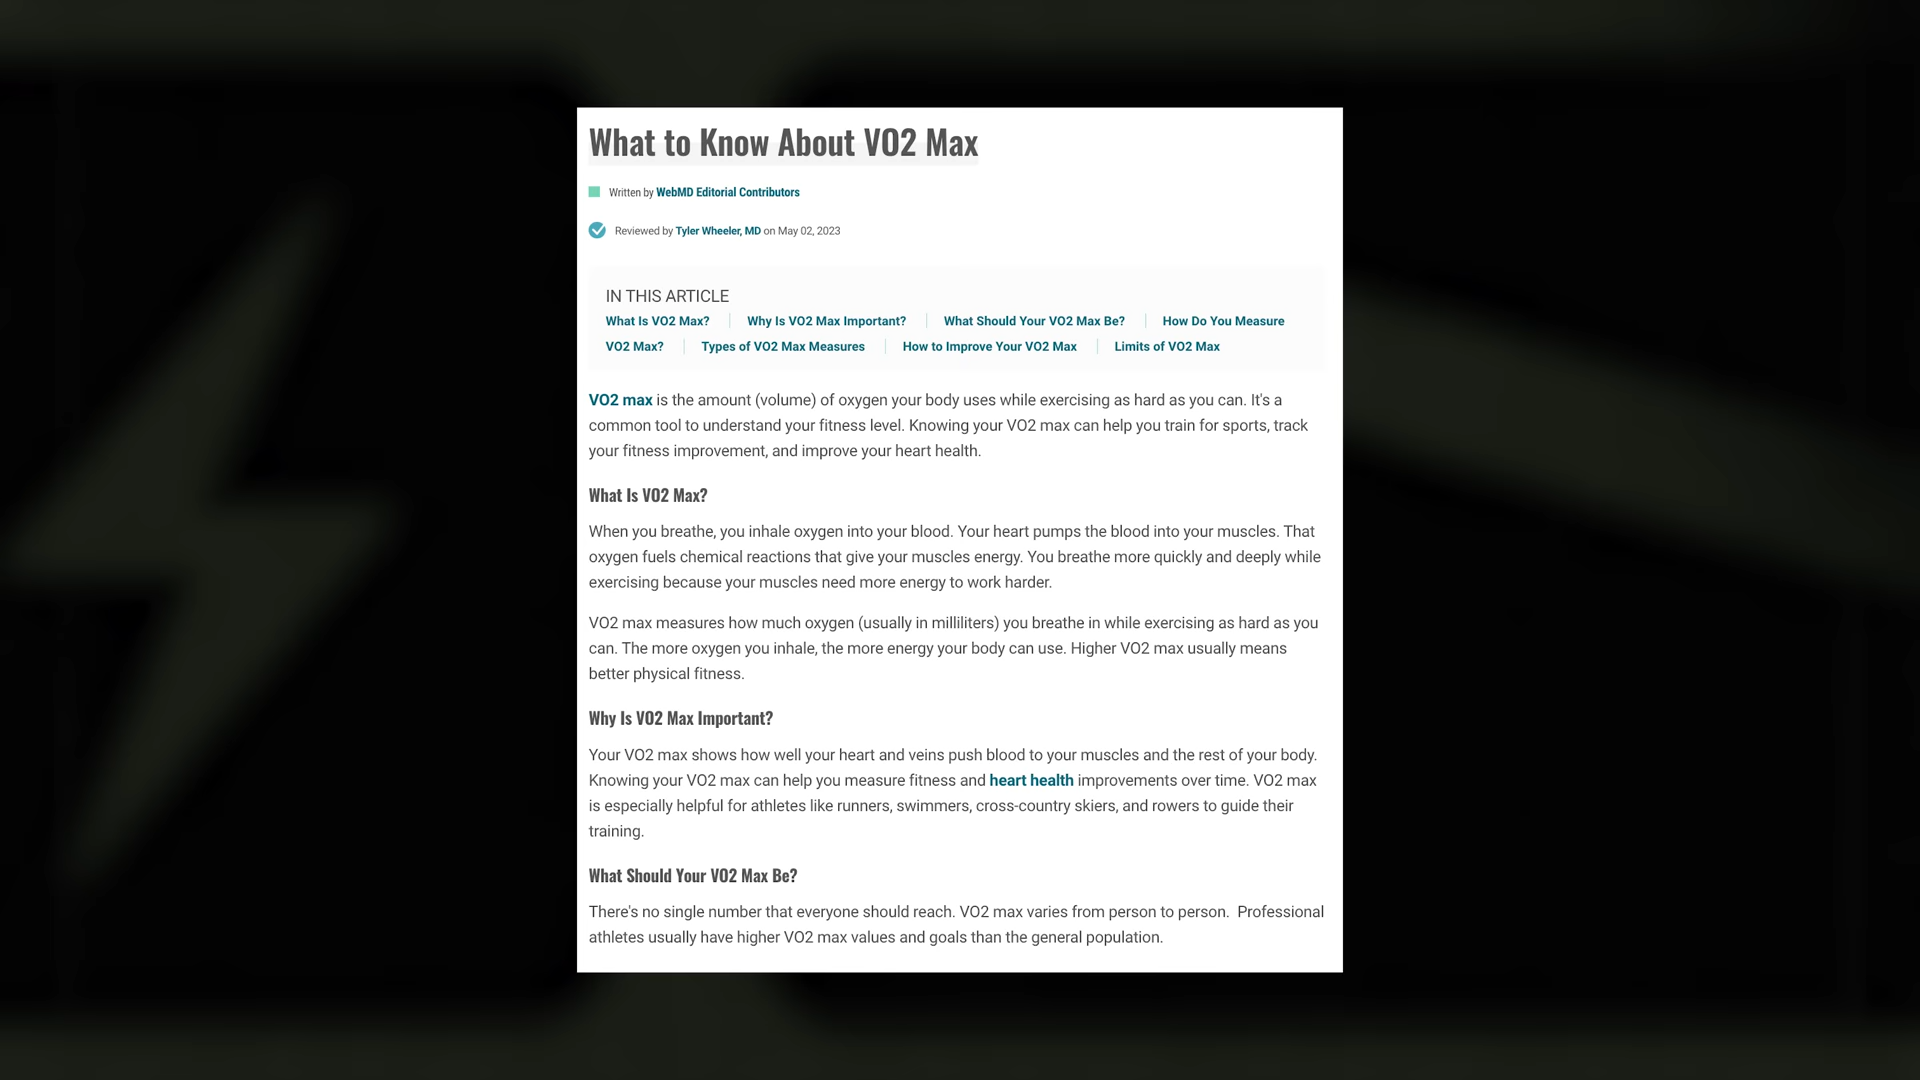 What to Know About VO2 Max
Written by WebMD Editorial Contributors
Reviewed by Tyler Wheeler, MD on May 02, 2023
IN THIS ARTICLE
What Is VO2 Max? Why Is VO2 Max Important? What Should Your VO2 Max Be? How Do You Measure
VO2 Max? Types of VO2 Max Measures How to Improve Your VO2 Max Limits of VO2 Max
VO2 max is the amount (volume) of oxygen your body uses while exercising as hard as you can. It's a
common tool to understand your fitness level. Knowing your VO2 max can help you train for sports, track
your fitness improvement, and improve your heart health.
What Is VO2 Max?
When you breathe, you inhale oxygen into your blood. Your heart pumps the blood into your muscles. That
oxygen fuels chemical reactions that give your muscles energy. You breathe more quickly and deeply while
exercising because your muscles need more energy to work harder.
VO2 max measures how much oxygen (usually in milliliters) you breathe in while exercising as hard as you
can. The more oxygen you inhale, the more energy your body can use. Higher VO2 max usually means
better physical fitness.
Why Is VO2 Max Important?
Your VO2 max shows how well your heart and veins push blood to your muscles and the rest of your body.
Knowing your VO2 max can help you measure fitness and heart health improvements over time. VO2 max
is especially helpful for athletes like runners, swimmers, cross-country skiers, and rowers to guide their
training.
What Should Your VO2 Max Be?
There's no single number that everyone should reach. VO2 max varies from person to person. Professional
athletes usually have higher VO2 max values and goals than the general population.